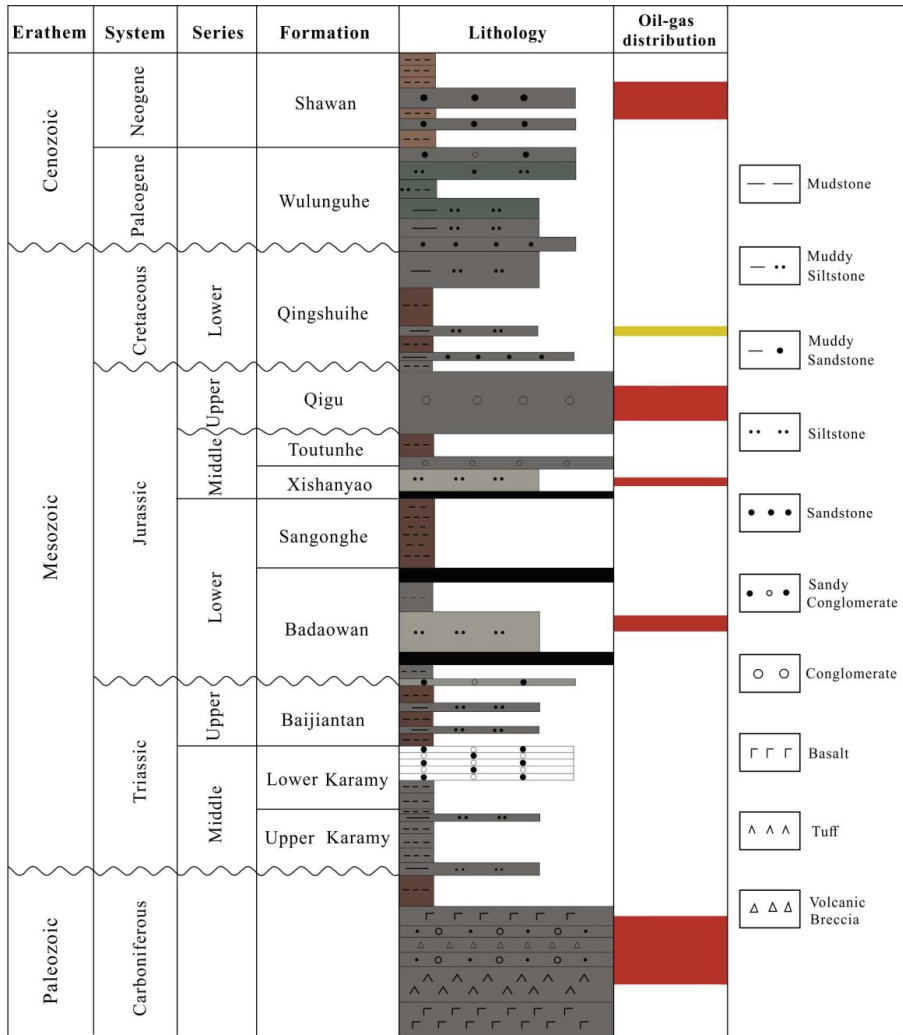 Erathem System Series Formation Lithology Oil-gas
distribution
Cenozoic
Neogene
Shawan
Paleogene
Wulunguhe
Mesozoic
Cretaceous
Lower
Qingshuihe
Jurassic
Upper
Qigu
Middle
Toutunhe
Xishanyao
Lower
Sangonghe
Badaowan
Triassic
Upper
Baijiantan
Middle
Lower Karamy
Upper Karamy
Paleozoic
Carboniferous
Mudstone
Muddy
Siltstone
Muddy
Sandstone
Siltstone
Sandstone
Sandy
Conglomerate
Conglomerate
Basalt
Tuff
Volcanic
Breccia